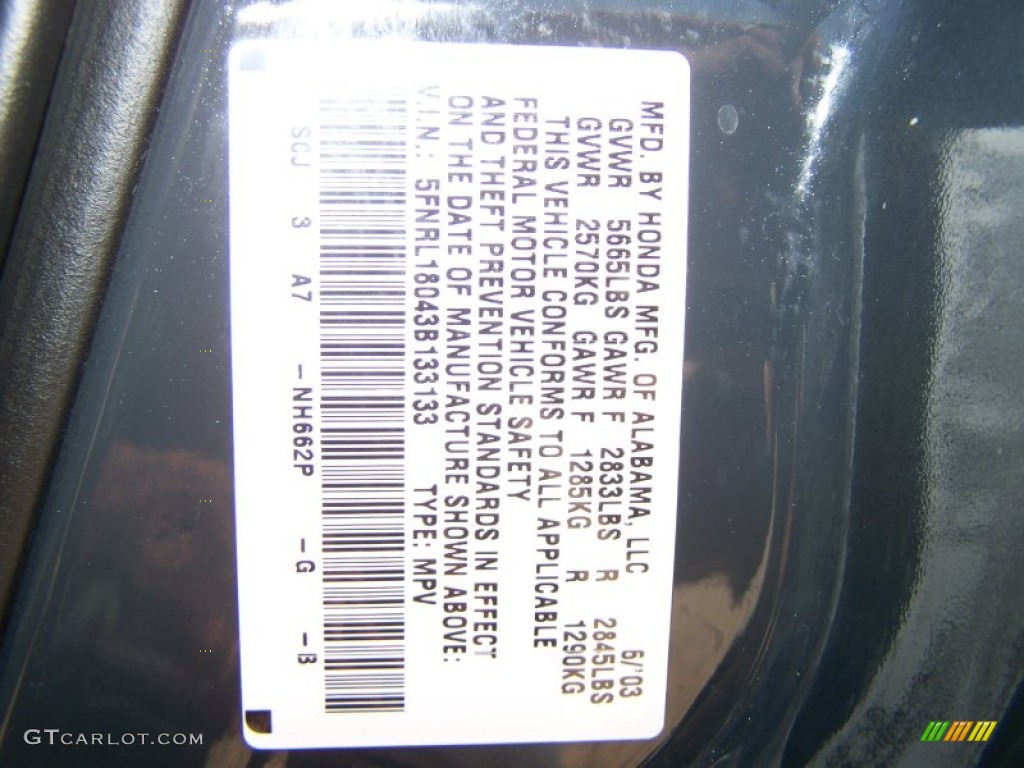 MFD. BY HONDA MFG. OF ALABAMA, LLC 6/'03
GVWR 5665LBS GAWR F 2833LBS R 2845LBS
GVWR 2570KG GAWR F 1285KG R 1290KG
THIS VEHICLE CONFORMS TO ALL APPLICABLE
FEDERAL MOTOR VEHICLE SAFETY
AND THEFT PREVENTION STANDARDS IN EFFECT
ON THE DATE OF MANUFACTURE SHOWN ABOVE:
V.I.N.: 5FNRL18043B133133 TYPE: MPV
SCJ 3 A7 -NH662P -G -B
GTCARLOT.COM